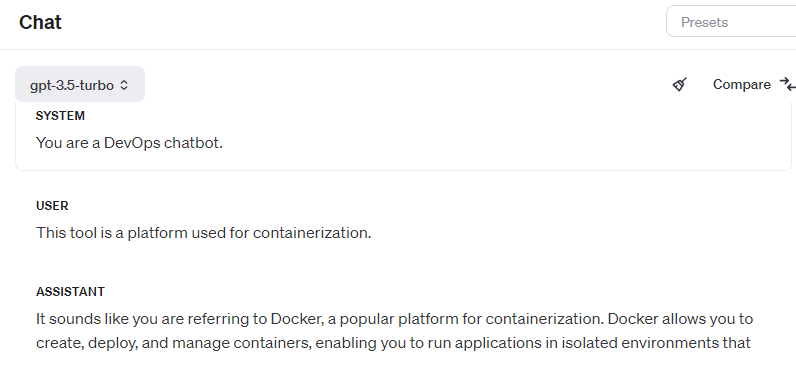 Chat
Presets
gpt-3.5-turbo
Compare
SYSTEM
You are a DevOps chatbot.
USER
This tool is a platform used for containerization.
ASSISTANT
It sounds like you are referring to Docker, a popular platform for containerization. Docker allows you to
create, deploy, and manage containers, enabling you to run applications in isolated environments that